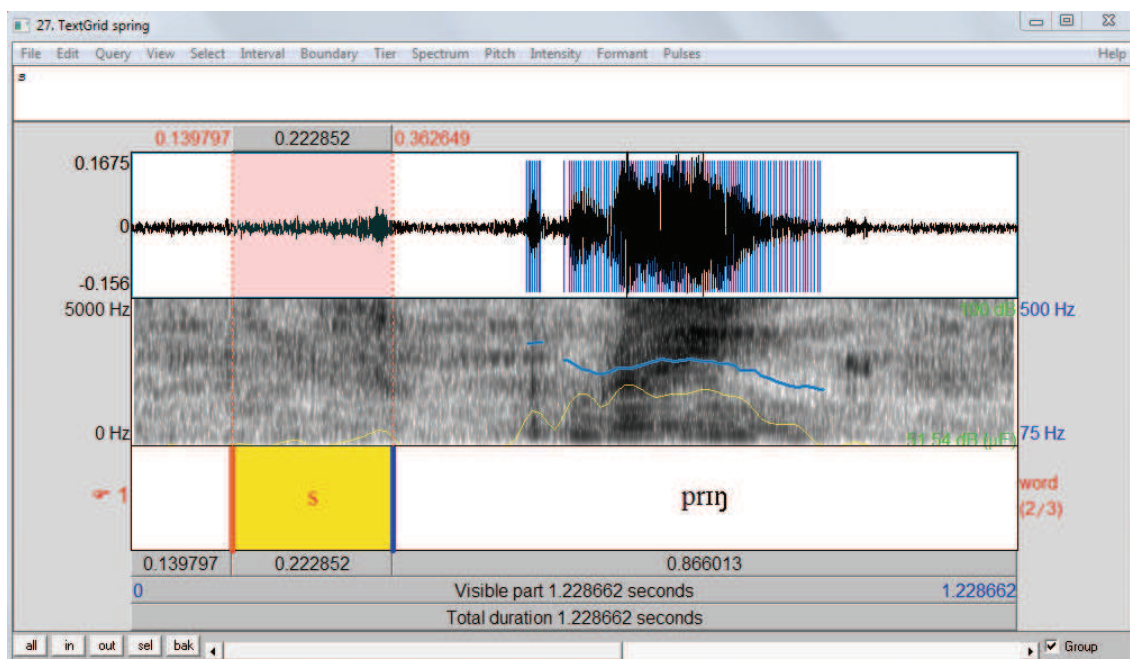 27. TextGrid spring
File Edit Query View Select Interval Boundary Tier Spectrum Pitch Intensity Formant Pulses Help
s
0.139797 0.222852 0.362649
0.1675
0
-0.156
5000 Hz 500 Hz
0 Hz 75 Hz
☞ 1 s prɪŋ word
(2/3)
0.139797 0.222852 0.866013
0 Visible part 1.228662 seconds 1.228662
Total duration 1.228662 seconds
all in out sel bak Group